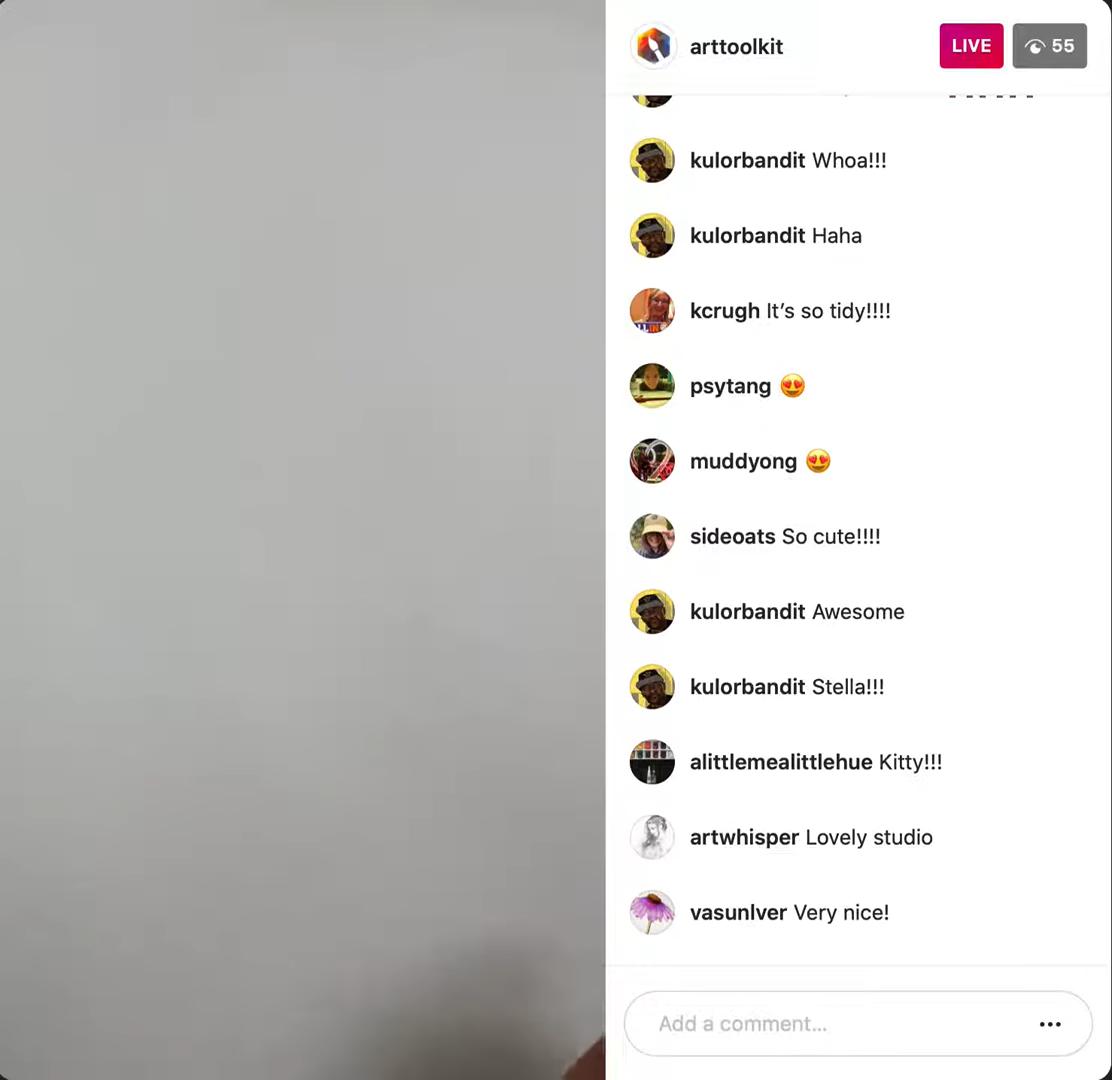 arttoolkit
LIVE
55
kulorbandit Whoa!!!
kulorbandit Haha
kcrugh It's so tidy!!!!
psytang 😍
muddyong 😍
sideoats So cute!!!!
kulorbandit Awesome
kulorbandit Stella!!!
alittlemealittlehue Kitty!!!
artwhisper Lovely studio
vasunlver Very nice!
Add a comment...